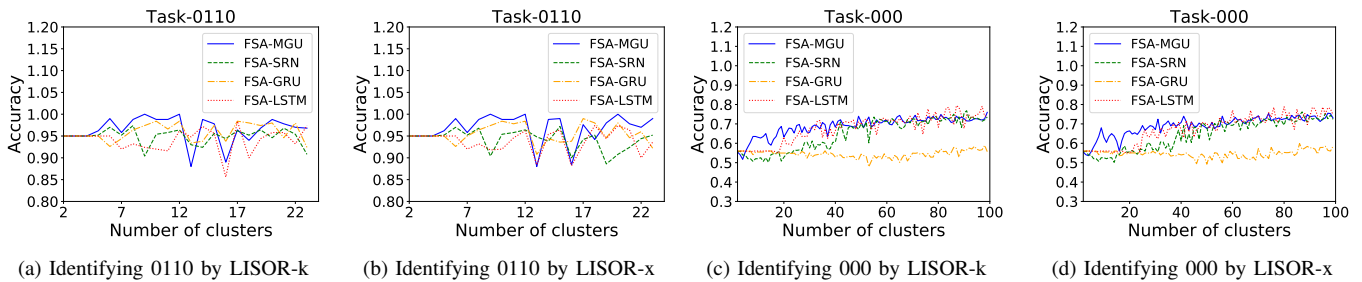 Task-0110
1.20
1.15
1.10
1.05
1.00
0.95
0.90
0.85
0.80
Accuracy
FSA-MGU
FSA-SRN
FSA-GRU
FSA-LSTM
2 7 12 17 22
Number of clusters
(a) Identifying 0110 by LISOR-k
Task-0110
1.20
1.15
1.10
1.05
1.00
0.95
0.90
0.85
0.80
Accuracy
FSA-MGU
FSA-SRN
FSA-GRU
FSA-LSTM
2 7 12 17 22
Number of clusters
(b) Identifying 0110 by LISOR-x
Task-000
1.2
1.1
1.0
0.9
0.8
0.7
0.6
0.5
0.4
0.3
Accuracy
FSA-MGU
FSA-SRN
FSA-GRU
FSA-LSTM
20 40 60 80 100
Number of clusters
(c) Identifying 000 by LISOR-k
Task-000
1.2
1.1
1.0
0.9
0.8
0.7
0.6
0.5
0.4
0.3
Accuracy
FSA-MGU
FSA-SRN
FSA-GRU
FSA-LSTM
20 40 60 80 100
Number of clusters
(d) Identifying 000 by LISOR-x